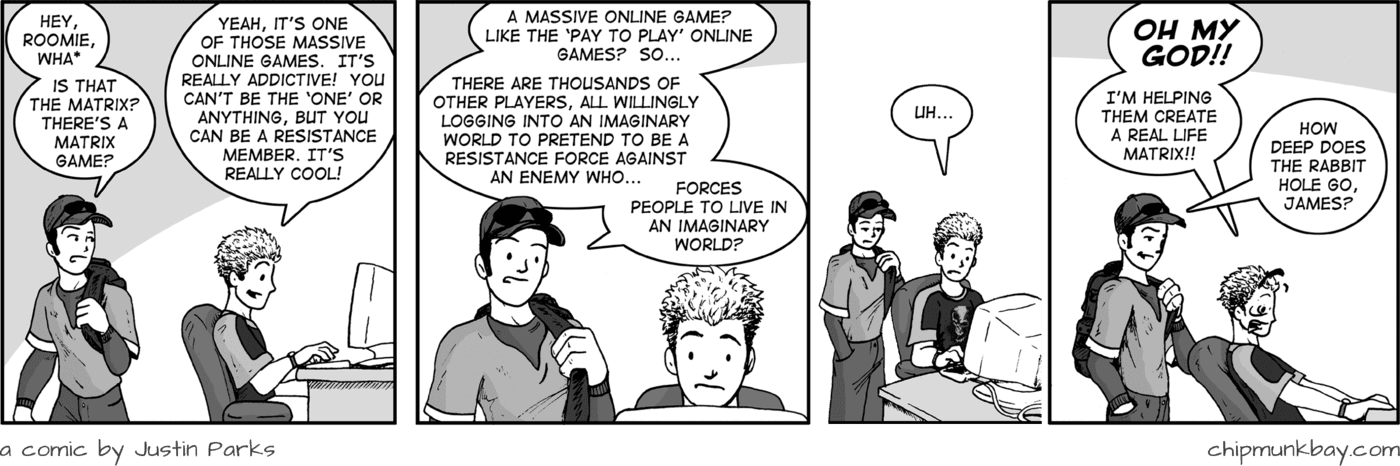 HEY,
ROOMIE,
WHA*
IS THAT
THE MATRIX?
THERE'S A
MATRIX
GAME?
YEAH, IT'S ONE
OF THOSE MASSIVE
ONLINE GAMES. IT'S
REALLY ADDICTIVE! YOU
CAN'T BE THE 'ONE' OR
ANYTHING, BUT YOU
CAN BE A RESISTANCE
MEMBER. IT'S
REALLY COOL!
A MASSIVE ONLINE GAME?
LIKE THE 'PAY TO PLAY' ONLINE
GAMES? SO...
THERE ARE THOUSANDS OF
OTHER PLAYERS, ALL WILLINGLY
LOGGING INTO AN IMAGINARY
WORLD TO PRETEND TO BE A
RESISTANCE FORCE AGAINST
AN ENEMY WHO...
FORCES
PEOPLE TO LIVE IN
AN IMAGINARY
WORLD?
UH...
OH MY
GOD!!
I'M HELPING
THEM CREATE
A REAL LIFE
MATRIX!!
HOW
DEEP DOES
THE RABBIT
HOLE GO,
JAMES?
a comic by Justin Parks
chipmunkbay.com